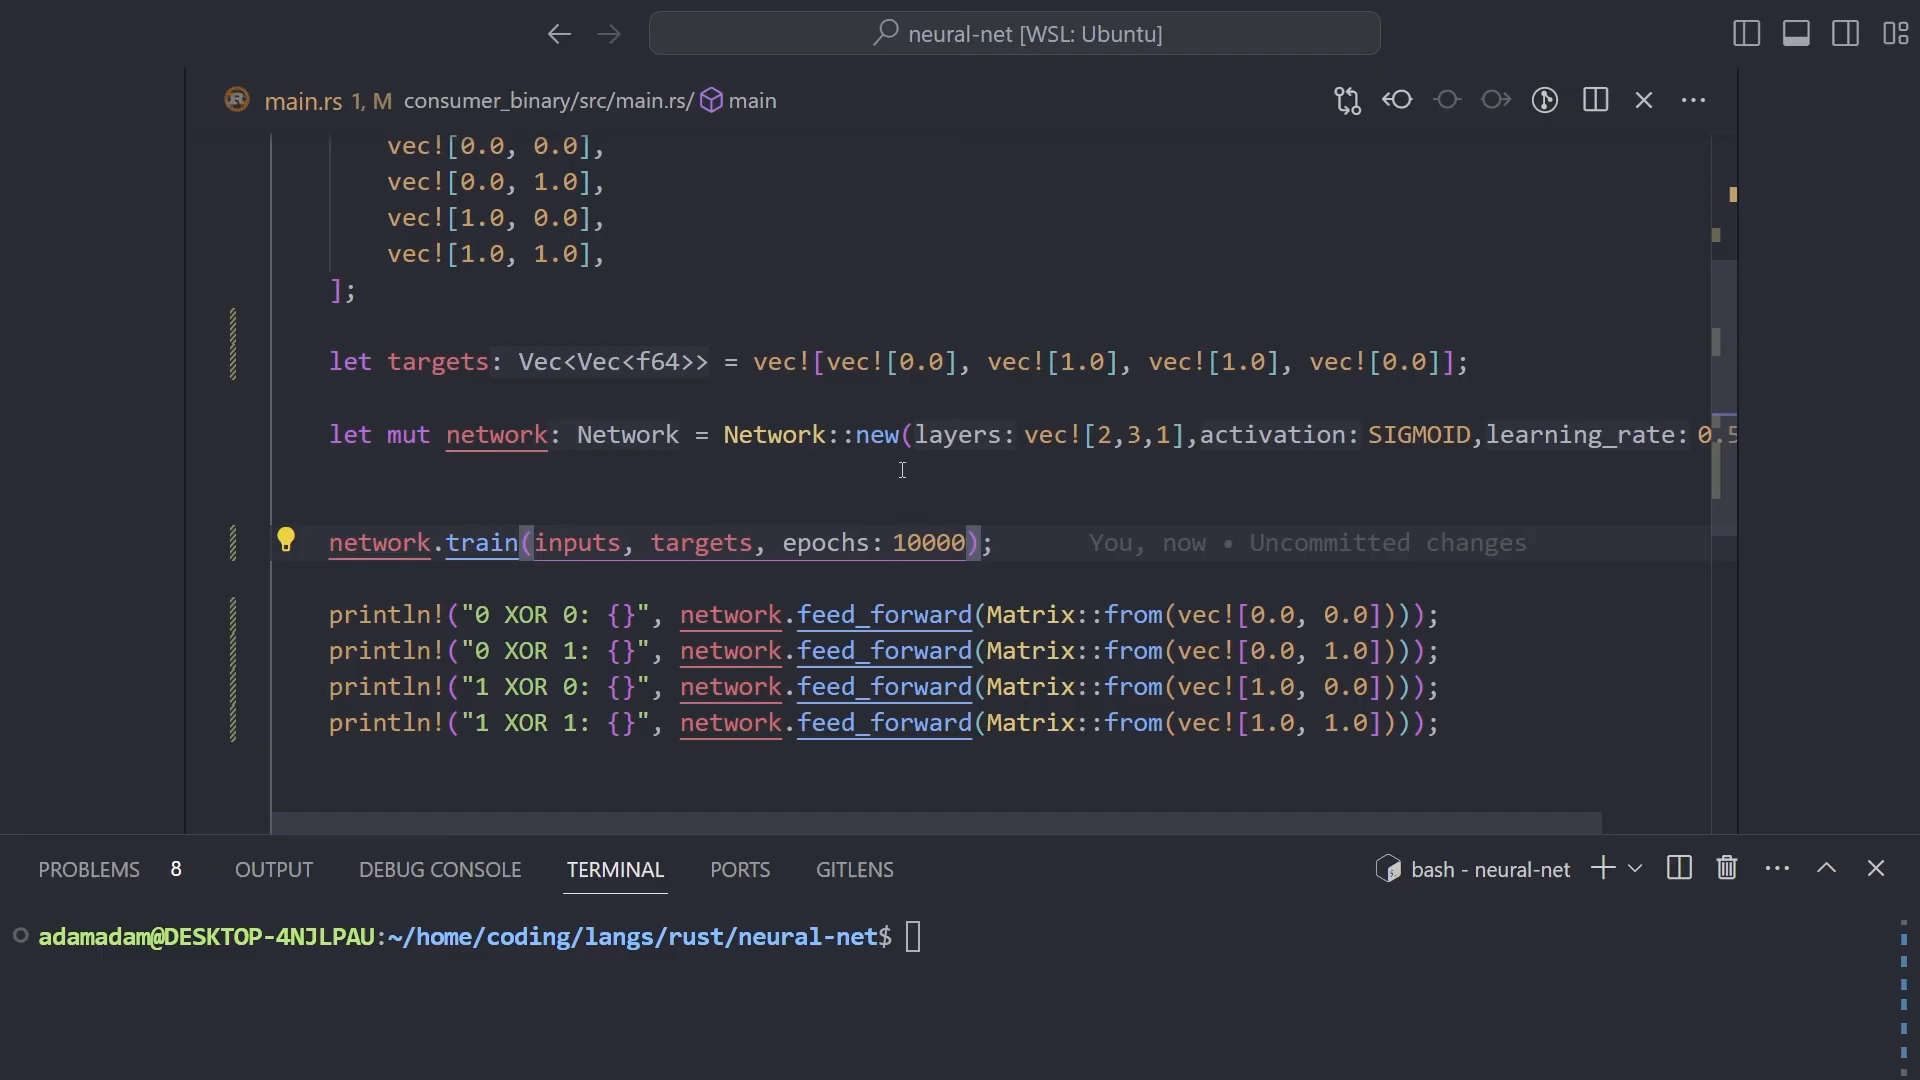 neural-net [WSL: Ubuntu]
main.rs 1, M consumer_binary/src/main.rs/ main
vec![0.0, 0.0],
vec![0.0, 1.0],
vec![1.0, 0.0],
vec![1.0, 1.0],
];
let targets: Vec<Vec<f64>> = vec![vec![0.0], vec![1.0], vec![1.0], vec![0.0]];
let mut network: Network = Network::new(layers: vec![2,3,1],activation: SIGMOID,learning_rate: 0.5
network.train(inputs, targets, epochs: 10000); You, now • Uncommitted changes
println!("0 XOR 0: {}", network.feed_forward(Matrix::from(vec![0.0, 0.0])));
println!("0 XOR 1: {}", network.feed_forward(Matrix::from(vec![0.0, 1.0])));
println!("1 XOR 0: {}", network.feed_forward(Matrix::from(vec![1.0, 0.0])));
println!("1 XOR 1: {}", network.feed_forward(Matrix::from(vec![1.0, 1.0])));
PROBLEMS 8 OUTPUT DEBUG CONSOLE TERMINAL PORTS GITLENS bash - neural-net
adamadam@DESKTOP-4NJLPAU:~/home/coding/langs/rust/neural-net$